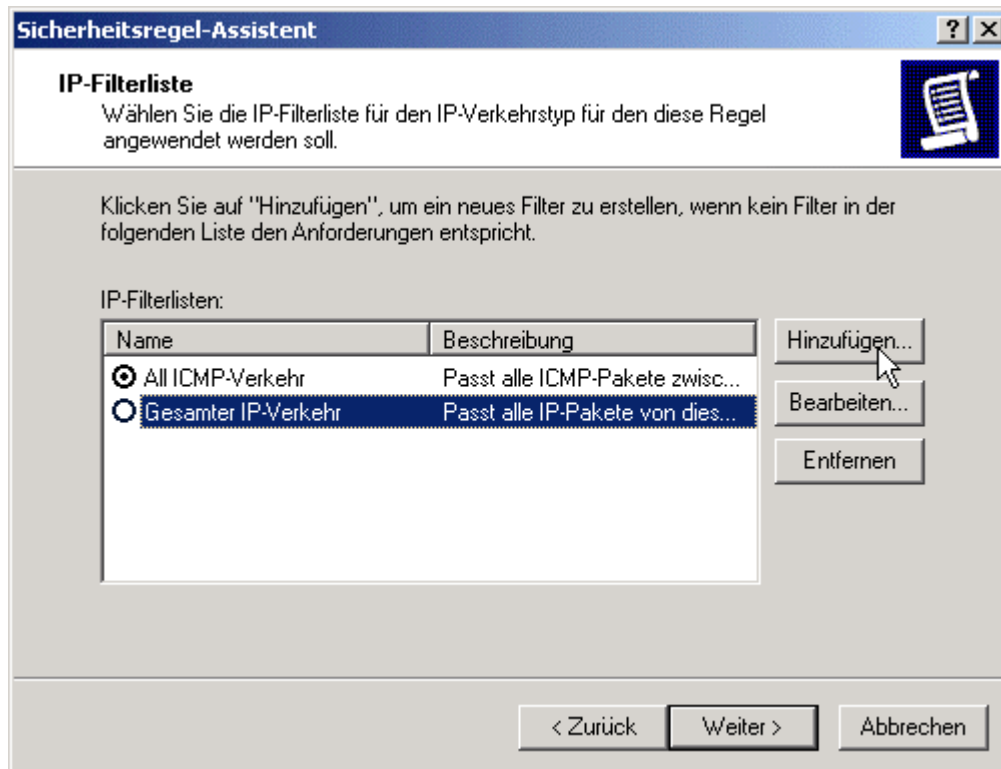 Sicherheitsregel-Assistent
IP-Filterliste
Wählen Sie die IP-Filterliste für den IP-Verkehrstyp für den diese Regel
angewendet werden soll.
Klicken Sie auf "Hinzufügen", um ein neues Filter zu erstellen, wenn kein Filter in der
folgenden Liste den Anforderungen entspricht.
IP-Filterlisten:
Name Beschreibung
All ICMP-Verkehr Passt alle ICMP-Pakete zwisc...
Gesamter IP-Verkehr Passt alle IP-Pakete von dies...
Hinzufügen...
Bearbeiten...
Entfernen
< Zurück Weiter > Abbrechen